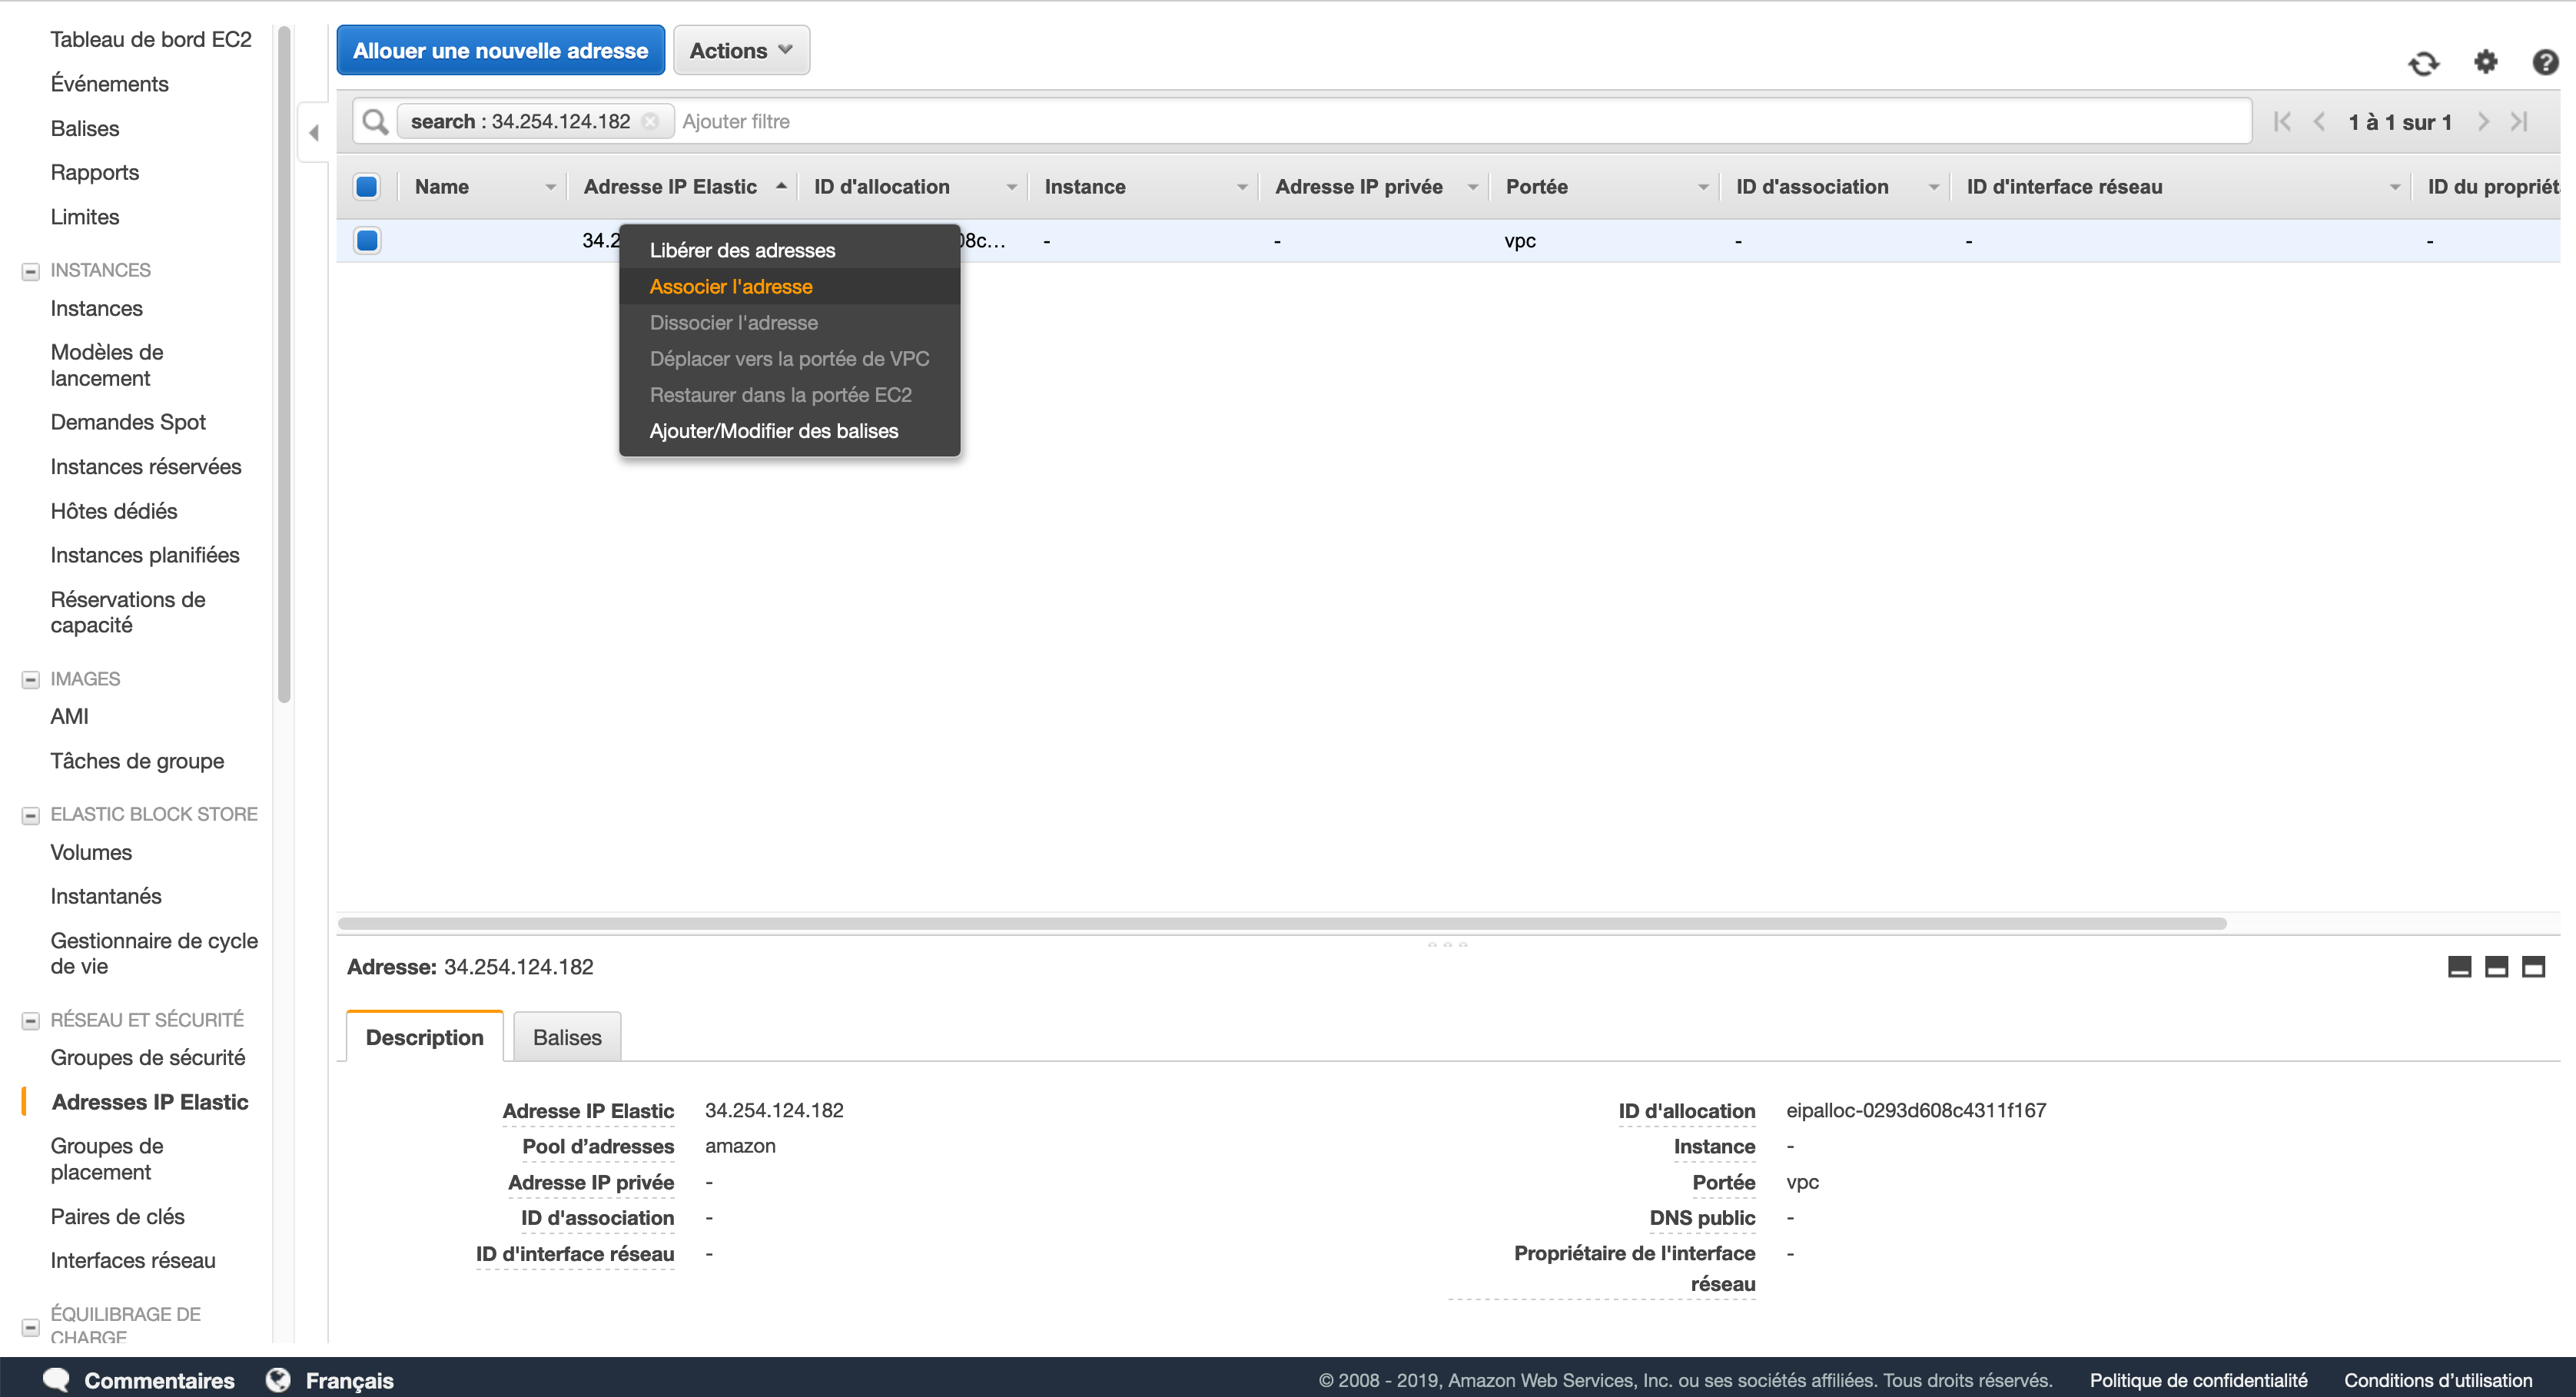 Tableau de bord EC2
Événements
Balises
Rapports
Limites
INSTANCES
Instances
Modèles de
lancement
Demandes Spot
Instances réservées
Hôtes dédiés
Instances planifiées
Réservations de
capacité
IMAGES
AMI
Tâches de groupe
ELASTIC BLOCK STORE
Volumes
Instantanés
Gestionnaire de cycle
de vie
RÉSEAU ET SÉCURITÉ
Groupes de sécurité
Adresses IP Elastic
Groupes de
placement
Paires de clés
Interfaces réseau
ÉQUILIBRAGE DE
CHARGE
Allouer une nouvelle adresse Actions
search : 34.254.124.182 Ajouter filtre 1 à 1 sur 1
Name Adresse IP Elastic ID d'allocation Instance Adresse IP privée Portée ID d'association ID d'interface réseau ID du propriét
34.2 08c… - - vpc - - -
Libérer des adresses
Associer l'adresse
Dissocier l'adresse
Déplacer vers la portée de VPC
Restaurer dans la portée EC2
Ajouter/Modifier des balises
Adresse: 34.254.124.182
Description Balises
Adresse IP Elastic 34.254.124.182
Pool d’adresses amazon
Adresse IP privée -
ID d'association -
ID d'interface réseau -
ID d'allocation eipalloc-0293d608c4311f167
Instance -
Portée vpc
DNS public -
Propriétaire de l'interface -
réseau
Commentaires Français © 2008 - 2019, Amazon Web Services, Inc. ou ses sociétés affiliées. Tous droits réservés. Politique de confidentialité Conditions d’utilisation